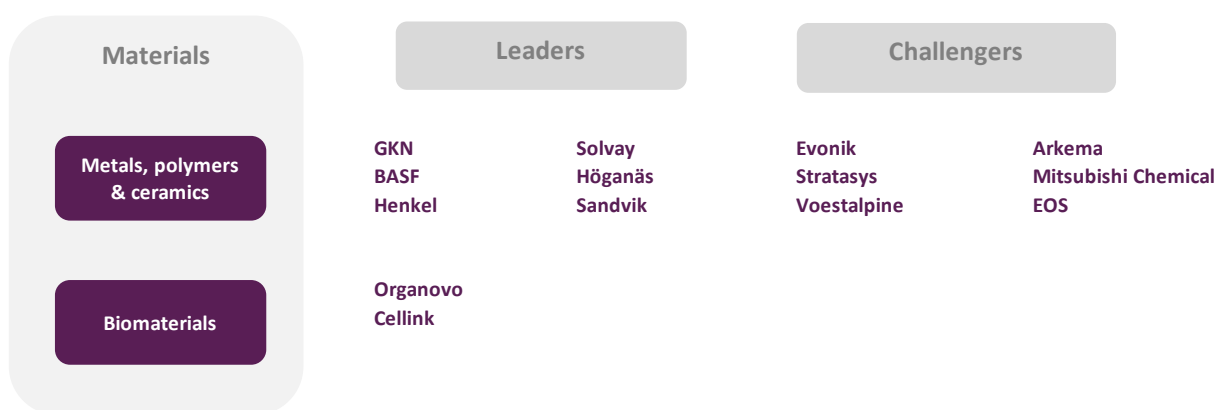 Materials
Leaders
Challengers
Metals, polymers
& ceramics
GKN
BASF
Henkel
Solvay
Höganäs
Sandvik
Evonik
Stratasys
Voestalpine
Arkema
Mitsubishi Chemical
EOS
Biomaterials
Organovo
Cellink